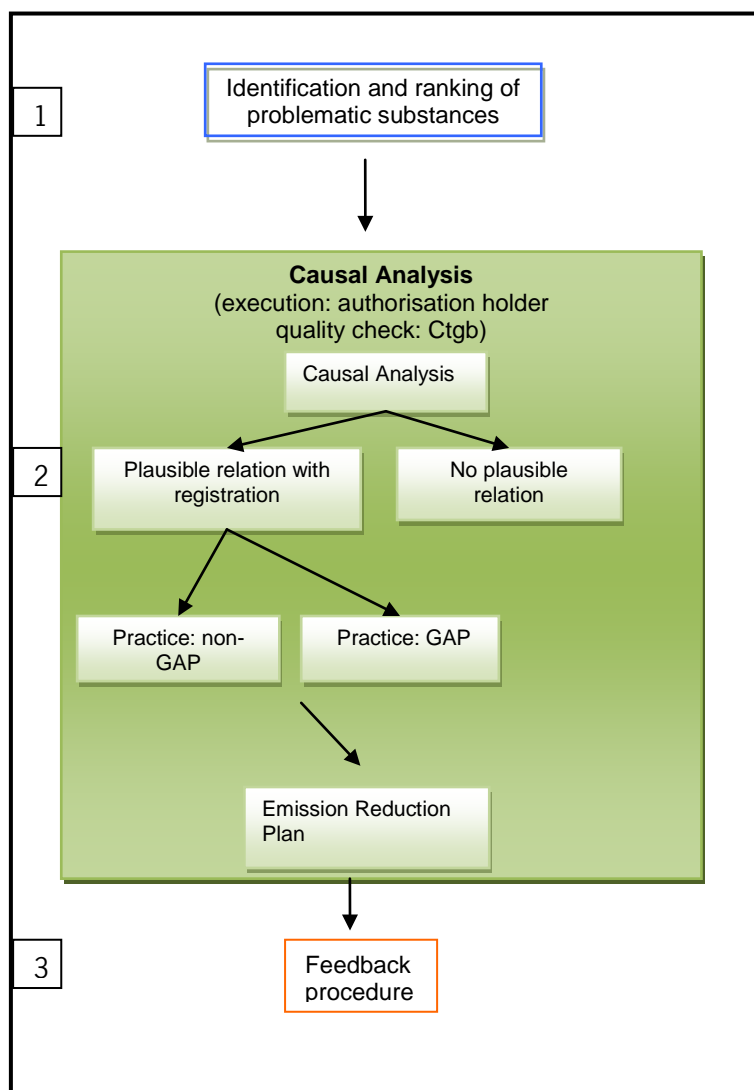 1
Identification and ranking of
problematic substances
Causal Analysis
(execution: authorisation holder
quality check: Ctgb)
Causal Analysis
2
Plausible relation with
registration
No plausible
relation
Practice: non-
GAP
Practice: GAP
Emission Reduction
Plan
3
Feedback
procedure